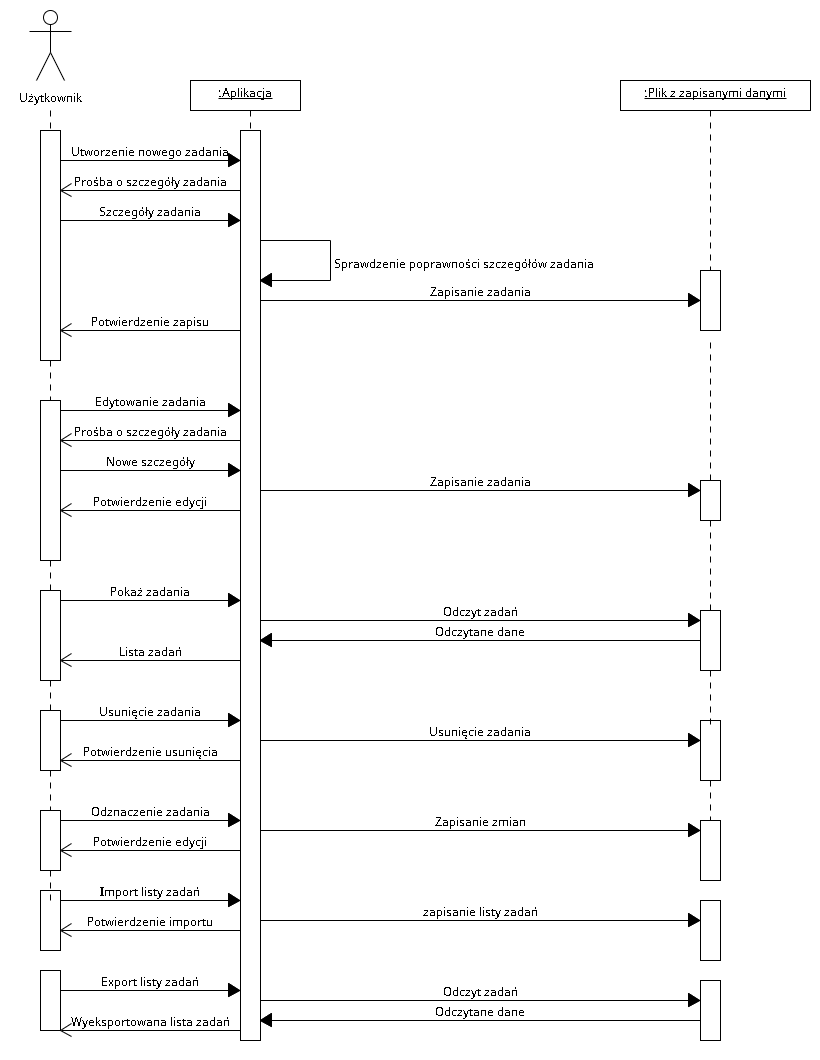 Użytkownik
:Aplikacja
:Plik z zapisanymi danymi
Utworzenie nowego zadania
Prośba o szczegóły zadania
Szczegóły zadania
Sprawdzenie poprawności szczegółów zadania
Zapisanie zadania
Potwierdzenie zapisu
Edytowanie zadania
Prośba o szczegóły zadania
Nowe szczegóły
Zapisanie zadania
Potwierdzenie edycji
Pokaż zadania
Odczyt zadań
Odczytane dane
Lista zadań
Usunięcie zadania
Usunięcie zadania
Potwierdzenie usunięcia
Odznaczenie zadania
Zapisanie zmian
Potwierdzenie edycji
Import listy zadań
zapisanie listy zadań
Potwierdzenie importu
Export listy zadań
Odczyt zadań
Odczytane dane
Wyeksportowana lista zadań